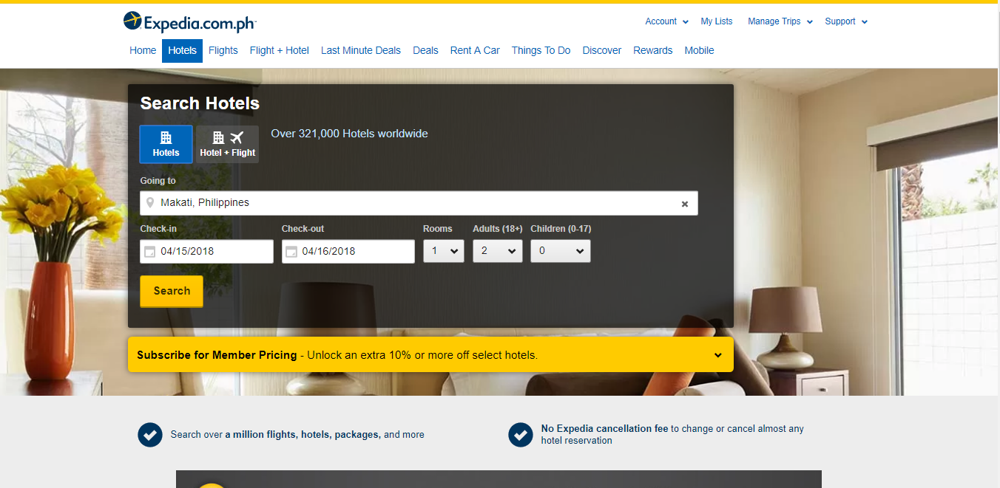 Expedia.com.ph
Account My Lists Manage Trips Support
Home Hotels Flights Flight + Hotel Last Minute Deals Deals Rent A Car Things To Do Discover Rewards Mobile
Search Hotels
Hotels
Hotel + Flight
Over 321,000 Hotels worldwide
Going to
Makati, Philippines
Check-in Check-out Rooms Adults (18+) Children (0-17)
04/15/2018 04/16/2018 1 2 0
Search
Subscribe for Member Pricing - Unlock an extra 10% or more off select hotels.
Search over a million flights, hotels, packages, and more
No Expedia cancellation fee to change or cancel almost any
hotel reservation